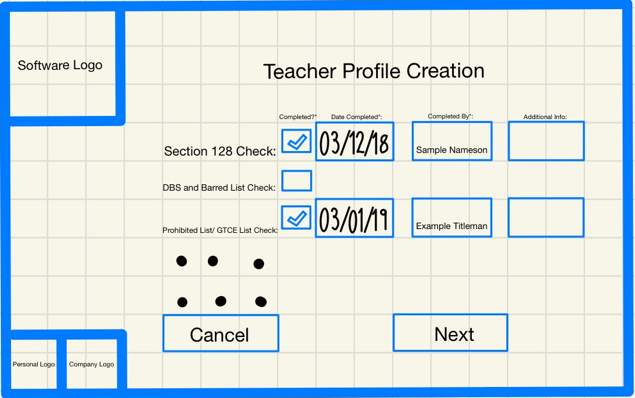 Software Logo
Teacher Profile Creation
Completed?* Date Completed*: Completed By*: Additional Info:
Section 128 Check: 03/12/18 Sample Nameson
DBS and Barred List Check:
Prohibited List/ GTCE List Check: 03/01/19 Example Titleman
Cancel Next
Personal Logo Company Logo